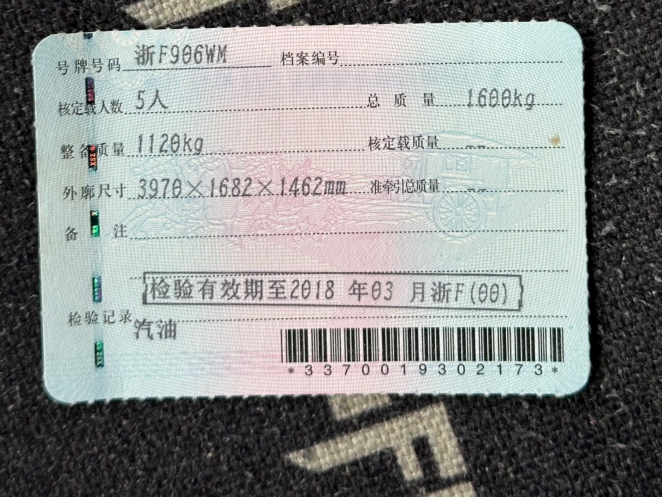 号牌号码 浙F906WM 档案编号
核定载人数 5人 总质量 1600kg
整备质量 1120kg 核定载质量 --
外廓尺寸 3970×1682×1462mm 准牵引总质量 --
备注
检验有效期至2018 年03 月浙F(00)
检验记录
汽油
*3370019302173*